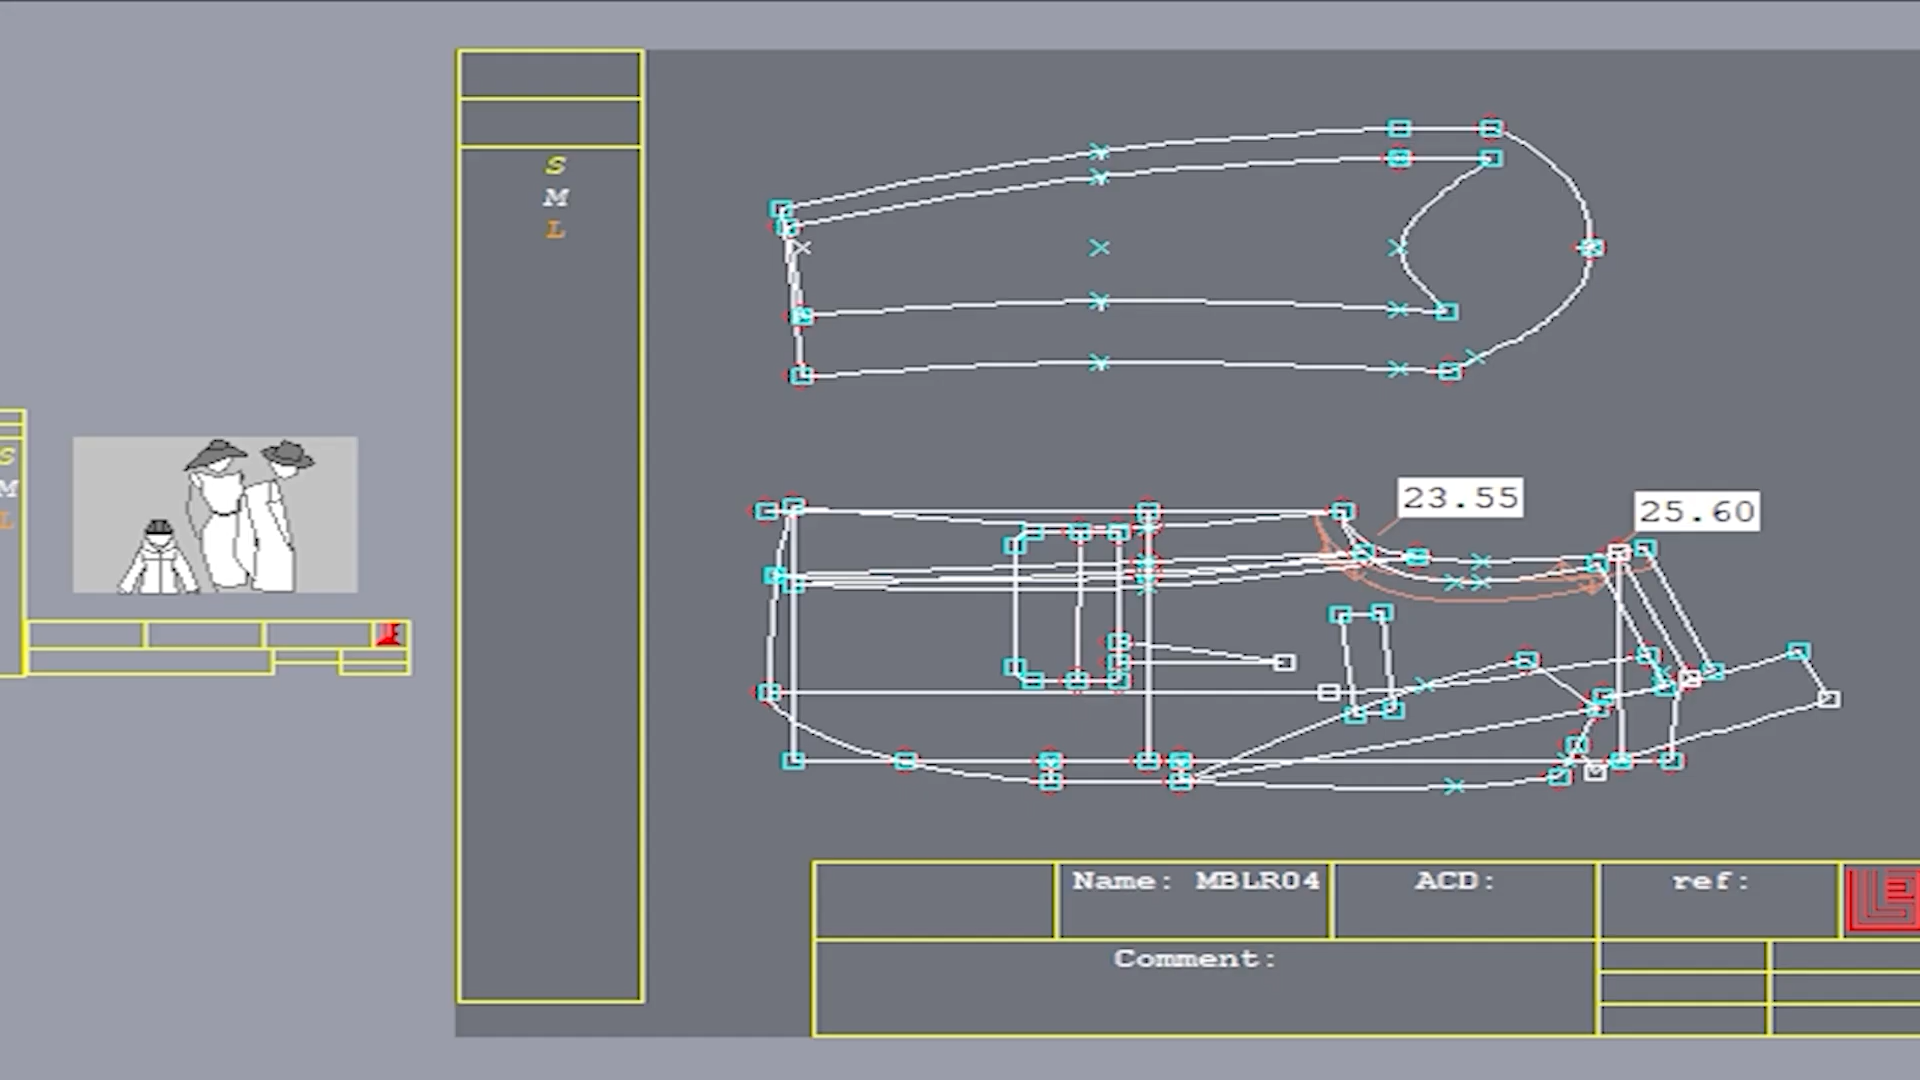 S
M
L
S
M
L
23.55
25.60
Name: MBLR04
ACD:
ref:
Comment: